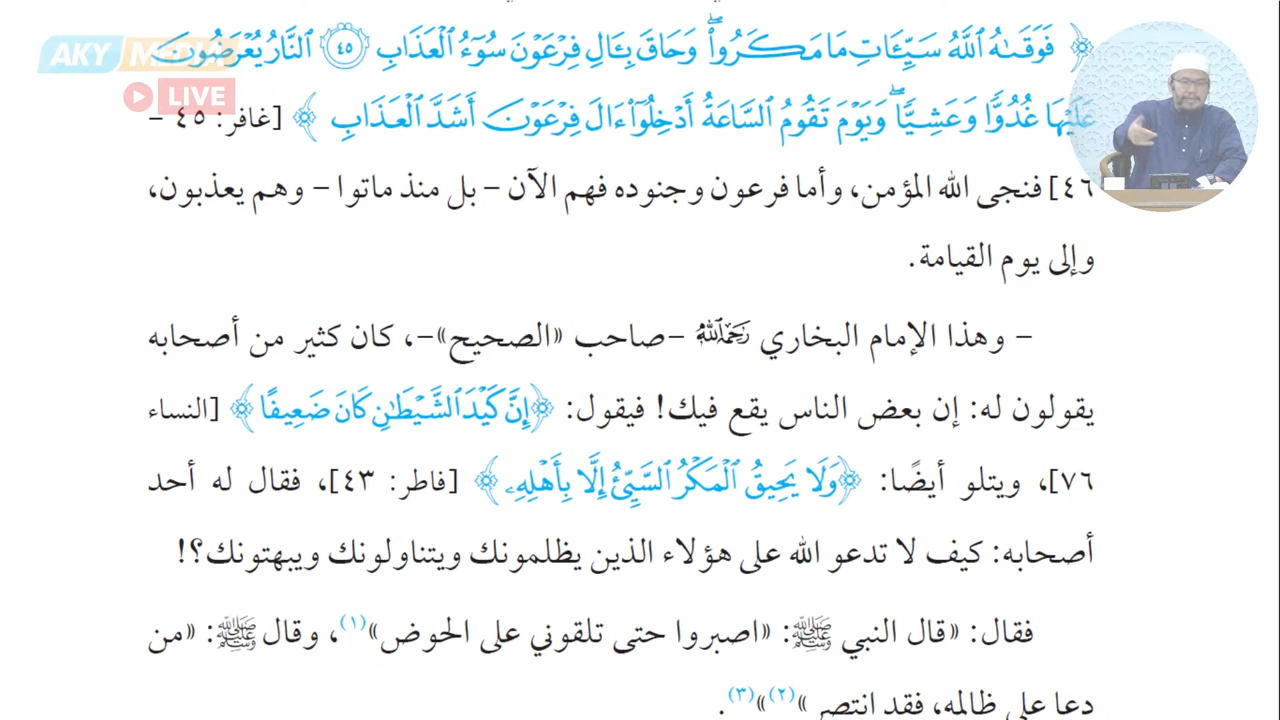 AKY MEDIA
LIVE
﴿فَوَقَىٰهُ ٱللَّهُ سَيِّـَٔاتِ مَا مَكَرُواْۖ وَحَاقَ بِـَٔالِ فِرْعَوْنَ سُوٓءُ ٱلْعَذَابِ ٤٥ ٱلنَّارُ يُعْرَضُونَ
عَلَيْهَا غُدُوًّا وَعَشِيًّاۖ وَيَوْمَ تَقُومُ ٱلسَّاعَةُ أَدْخِلُوٓاْ ءَالَ فِرْعَوْنَ أَشَدَّ ٱلْعَذَابِ﴾ [غافر: ٤٥ –
٤٦] فنجى الله المؤمن، وأما فرعون وجنوده فهم الآن – بل منذ ماتوا – وهم يعذبون،
وإلى يوم القيامة.
– وهذا الإمام البخاري رَحِمَهُ اللَّهُ –صاحب «الصحيح»–، كان كثير من أصحابه
يقولون له: إن بعض الناس يقع فيك! فيقول: ﴿إِنَّ كَيْدَ ٱلشَّيْطَٰنِ كَانَ ضَعِيفًا﴾ [النساء
٧٦]، ويتلو أيضًا: ﴿وَلَا يَحِيقُ ٱلْمَكْرُ ٱلسَّيِّئُ إِلَّا بِأَهْلِهِۦ﴾ [فاطر: ٤٣]، فقال له أحد
أصحابه: كيف لا تدعو الله على هؤلاء الذين يظلمونك ويتناولونك ويبهتونك؟!
فقال: «قال النبي ﷺ: «اصبروا حتى تلقوني على الحوض»(١)، وقال ﷺ: «من
دعا على ظالمه، فقد انتصر»(٢)»(٣).